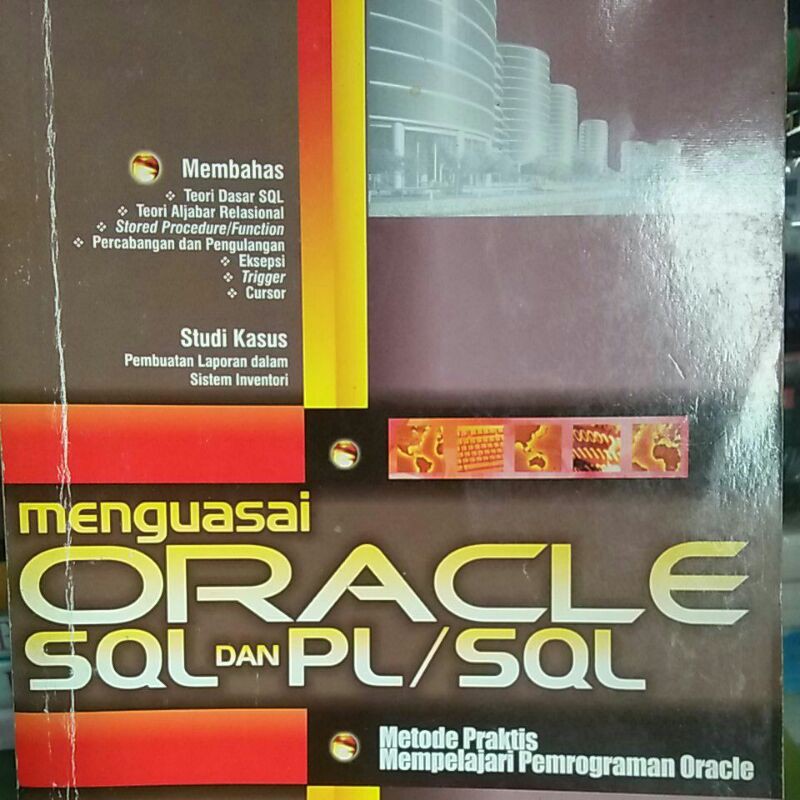 Membahas
❖ Teori Dasar SQL
❖ Teori Aljabar Relasional
❖ Stored Procedure/Function
❖ Percabangan dan Pengulangan
❖ Eksepsi
❖ Trigger
❖ Cursor
Studi Kasus
Pembuatan Laporan dalam
Sistem Inventori
menguasai
ORACLE
SQL DAN PL/SQL
Metode Praktis
Mempelajari Pemrograman Oracle